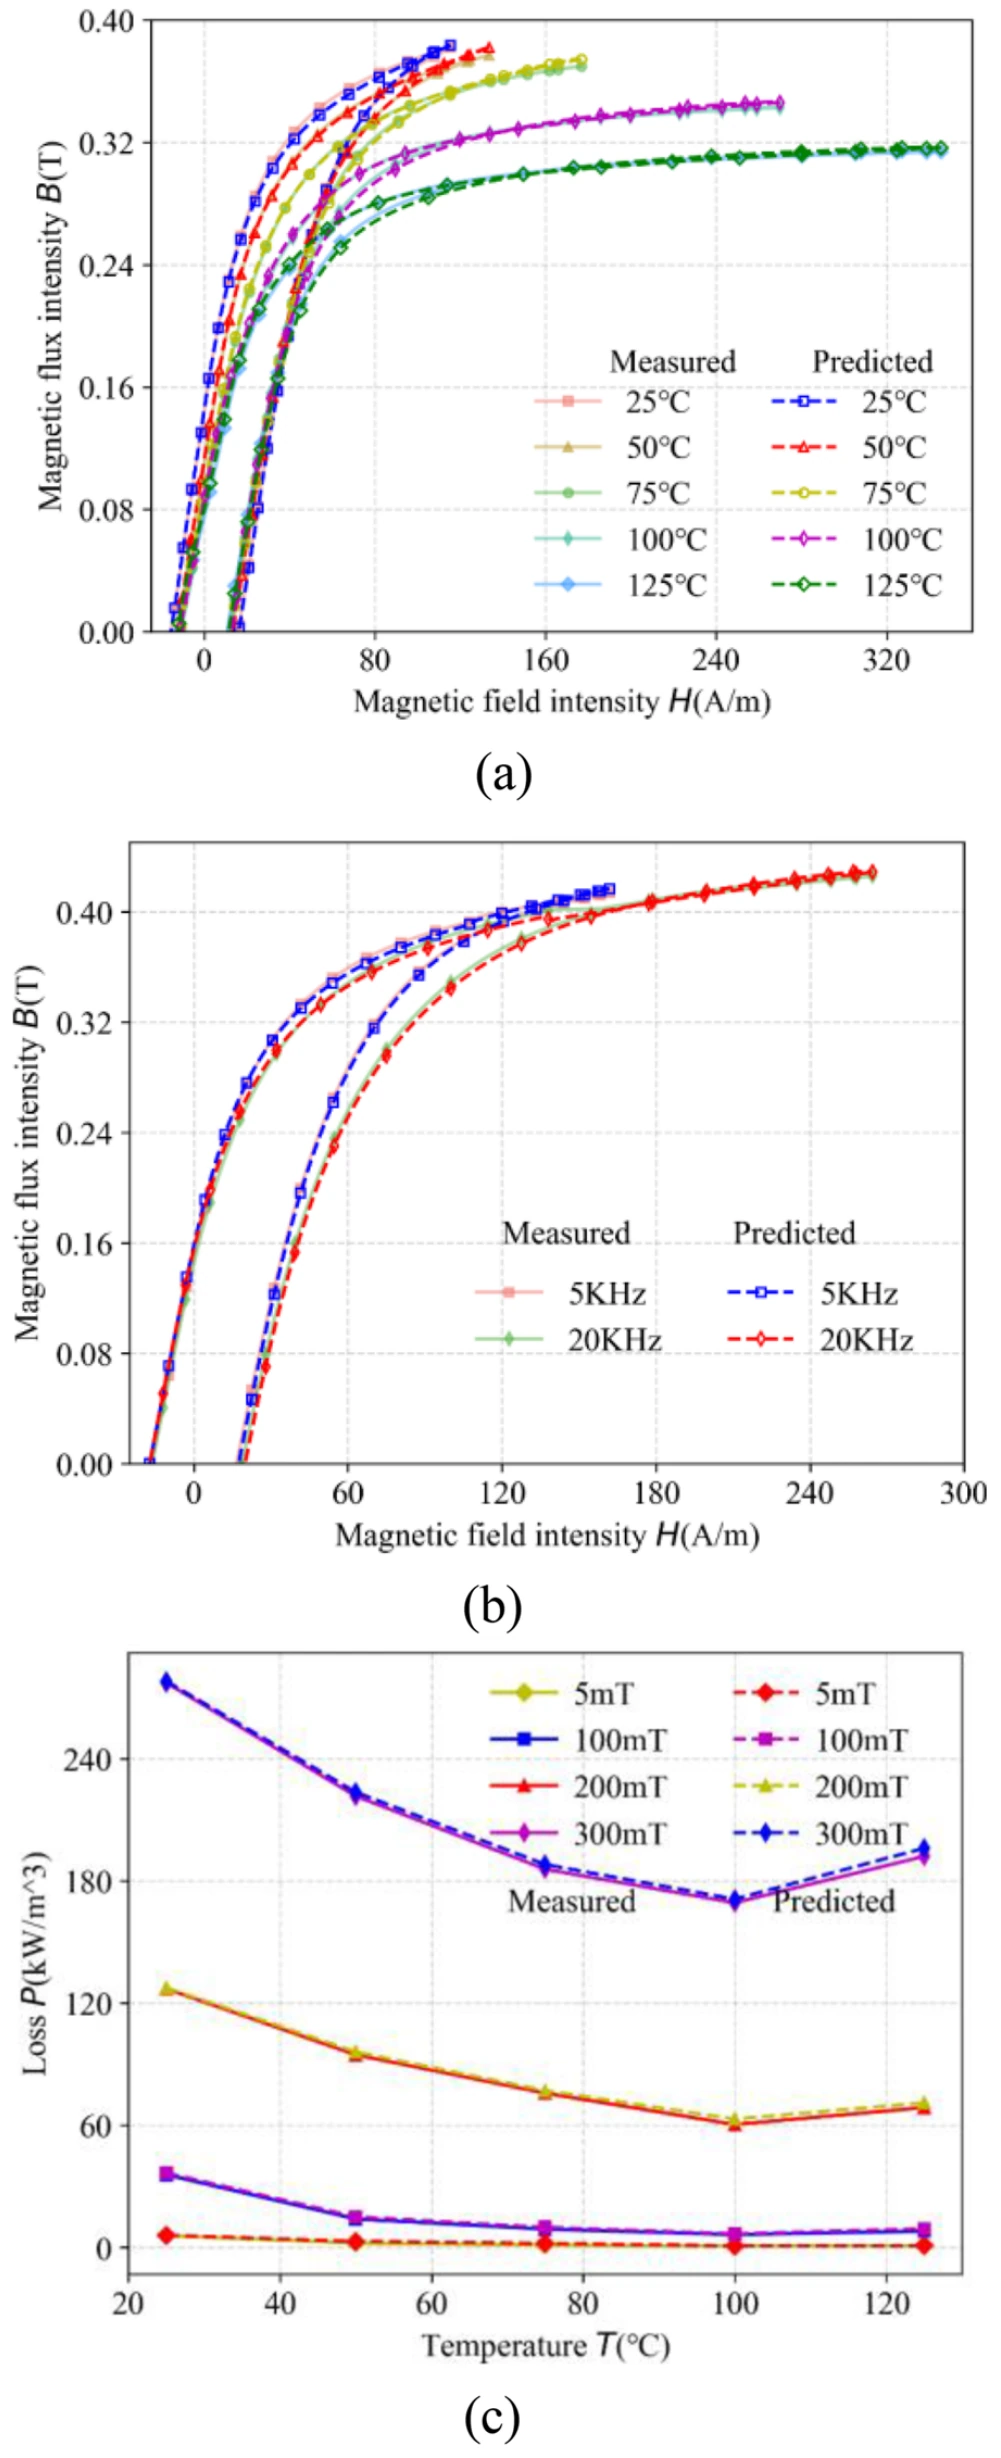 0.40
0.32
0.24
0.16
0.08
0.00
Magnetic flux intensity B(T)
Measured Predicted
25℃ 25℃
50℃ 50℃
75℃ 75℃
100℃ 100℃
125℃ 125℃
0 80 160 240 320
Magnetic field intensity H(A/m)
(a)
0.40
0.32
0.24
0.16
0.08
0.00
Magnetic flux intensity B(T)
Measured Predicted
5KHz 5KHz
20KHz 20KHz
0 60 120 180 240 300
Magnetic field intensity H(A/m)
(b)
240
180
120
60
0
Loss P(kW/m^3)
5mT 5mT
100mT 100mT
200mT 200mT
300mT 300mT
Measured Predicted
20 40 60 80 100 120
Temperature T(℃)
(c)